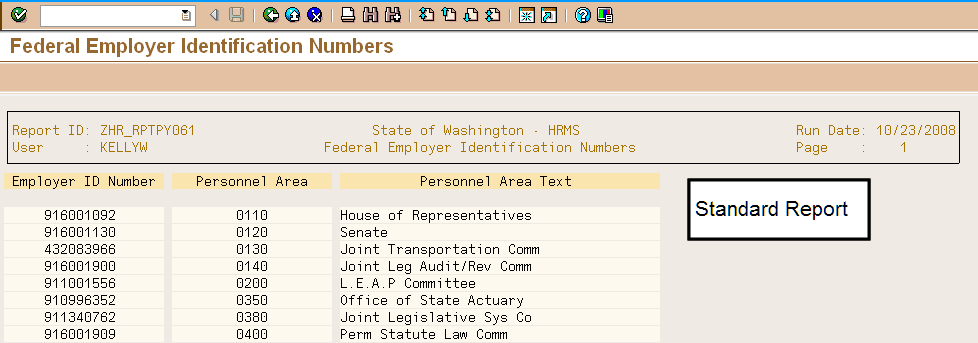 Federal Employer Identification Numbers
Report ID: ZHR_RPTPY061 State of Washington - HRMS Run Date: 10/23/2008
User : KELLYW Federal Employer Identification Numbers Page : 1
Employer ID Number Personnel Area Personnel Area Text
Standard Report
916001092 0110 House of Representatives
916001130 0120 Senate
432083966 0130 Joint Transportation Comm
916001900 0140 Joint Leg Audit/Rev Comm
911001556 0200 L.E.A.P Committee
910996352 0350 Office of State Actuary
911340762 0380 Joint Legislative Sys Co
916001909 0400 Perm Statute Law Comm